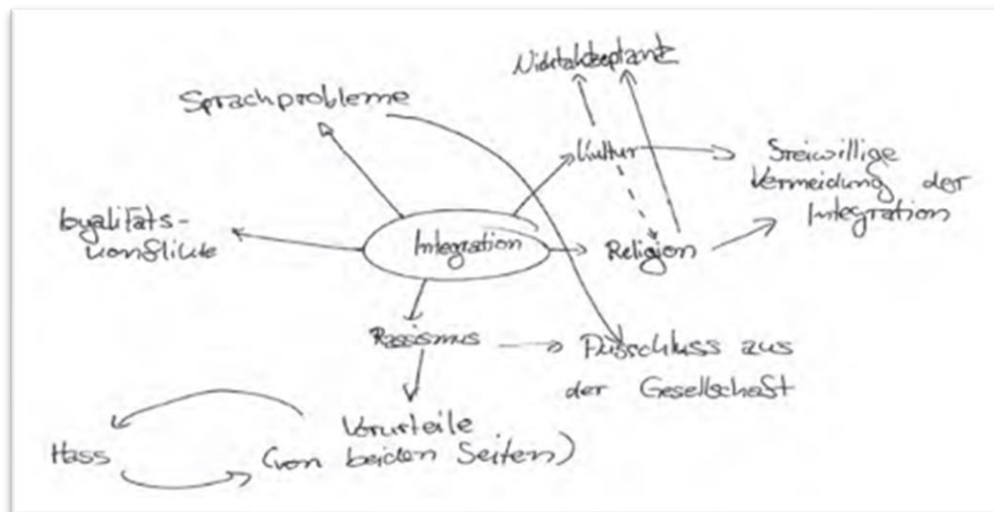 Nichtakzeptanz
Sprachprobleme
Kultur
Freiwillige
Vermeidung der
Integration
Loyalitäts-
konflikte
Integration
Religion
Rassismus
Ausschluss aus
der Gesellschaft
Vorurteile
(von beiden Seiten)
Hass